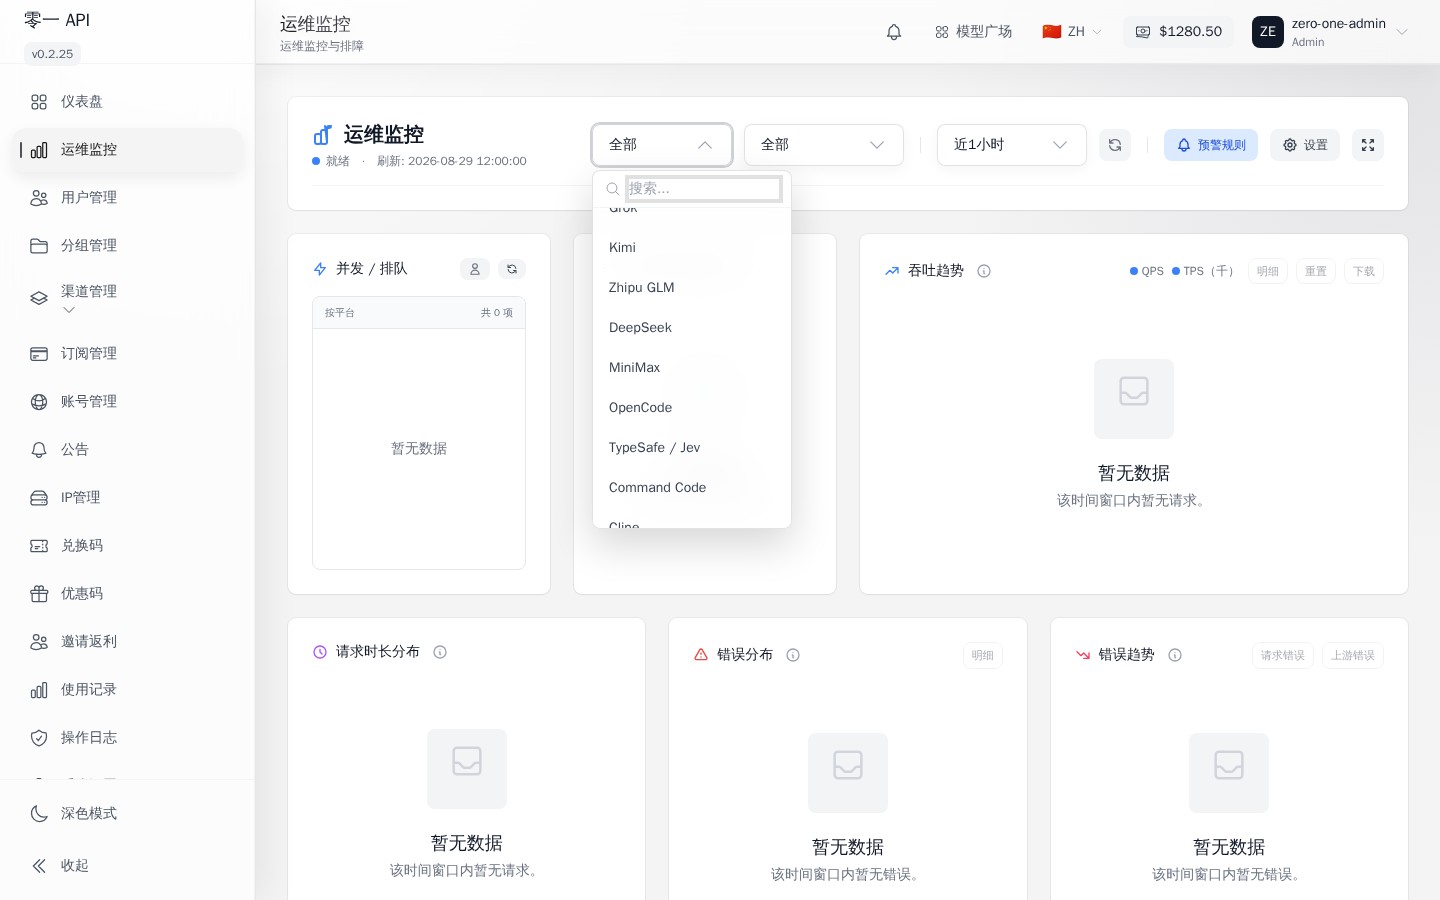 零一 API
v0.2.25
仪表盘
运维监控
用户管理
分组管理
渠道管理
订阅管理
账号管理
公告
IP管理
兑换码
优惠码
邀请返利
使用记录
操作日志
深色模式
收起
运维监控
运维监控与排障
模型广场
🇨🇳 ZH
$1280.50
ZE
zero-one-admin
Admin
运维监控
就绪 · 刷新: 2026-08-29 12:00:00
全部
全部
近1小时
预警规则
设置
搜索...
Grok
Kimi
Zhipu GLM
DeepSeek
MiniMax
OpenCode
TypeSafe / Jev
Command Code
Cline
并发 / 排队
按平台
共 0 项
暂无数据
吞吐趋势
QPS
TPS（千）
明细
重置
下载
暂无数据
该时间窗口内暂无请求。
请求时长分布
暂无数据
该时间窗口内暂无请求。
错误分布
明细
暂无数据
该时间窗口内暂无错误。
错误趋势
请求错误
上游错误
暂无数据
该时间窗口内暂无错误。